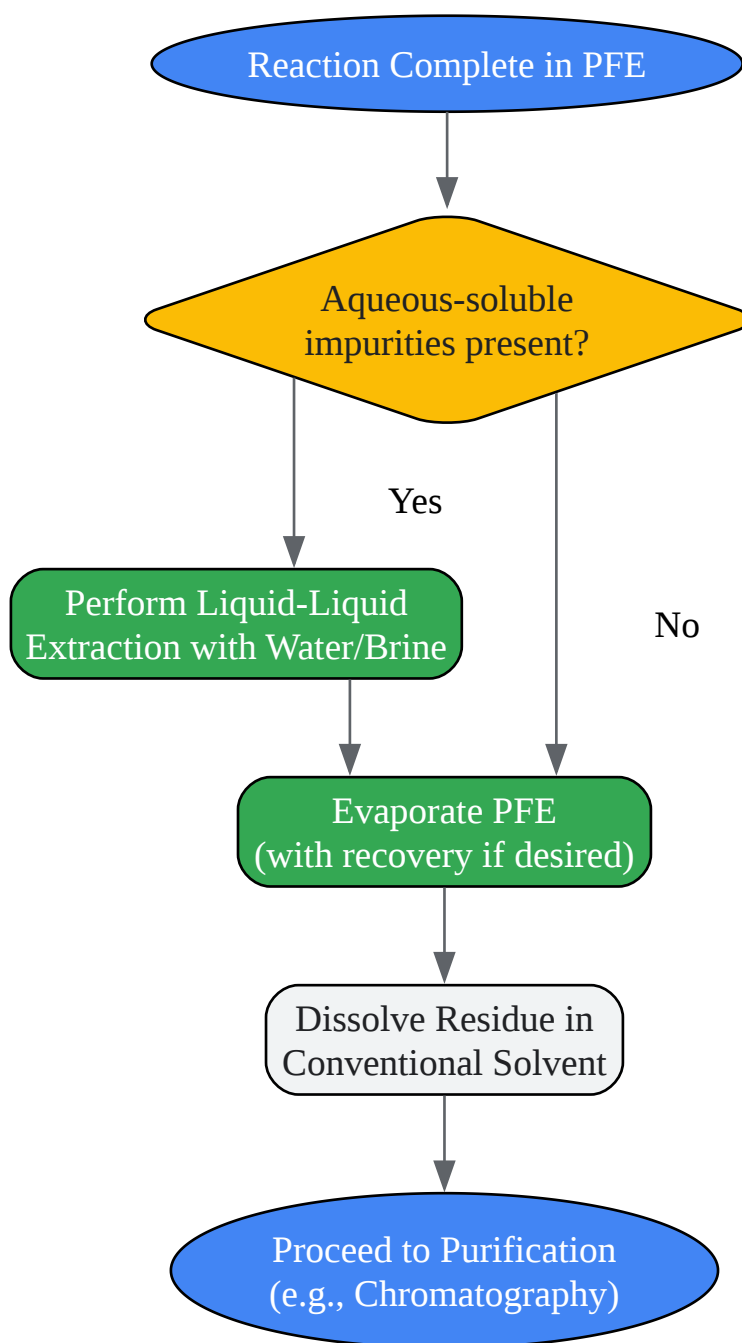 Reaction Complete in PFE
Aqueous-soluble
impurities present?
Yes
Perform Liquid-Liquid
Extraction with Water/Brine
No
Evaporate PFE
(with recovery if desired)
Dissolve Residue in
Conventional Solvent
Proceed to Purification
(e.g., Chromatography)